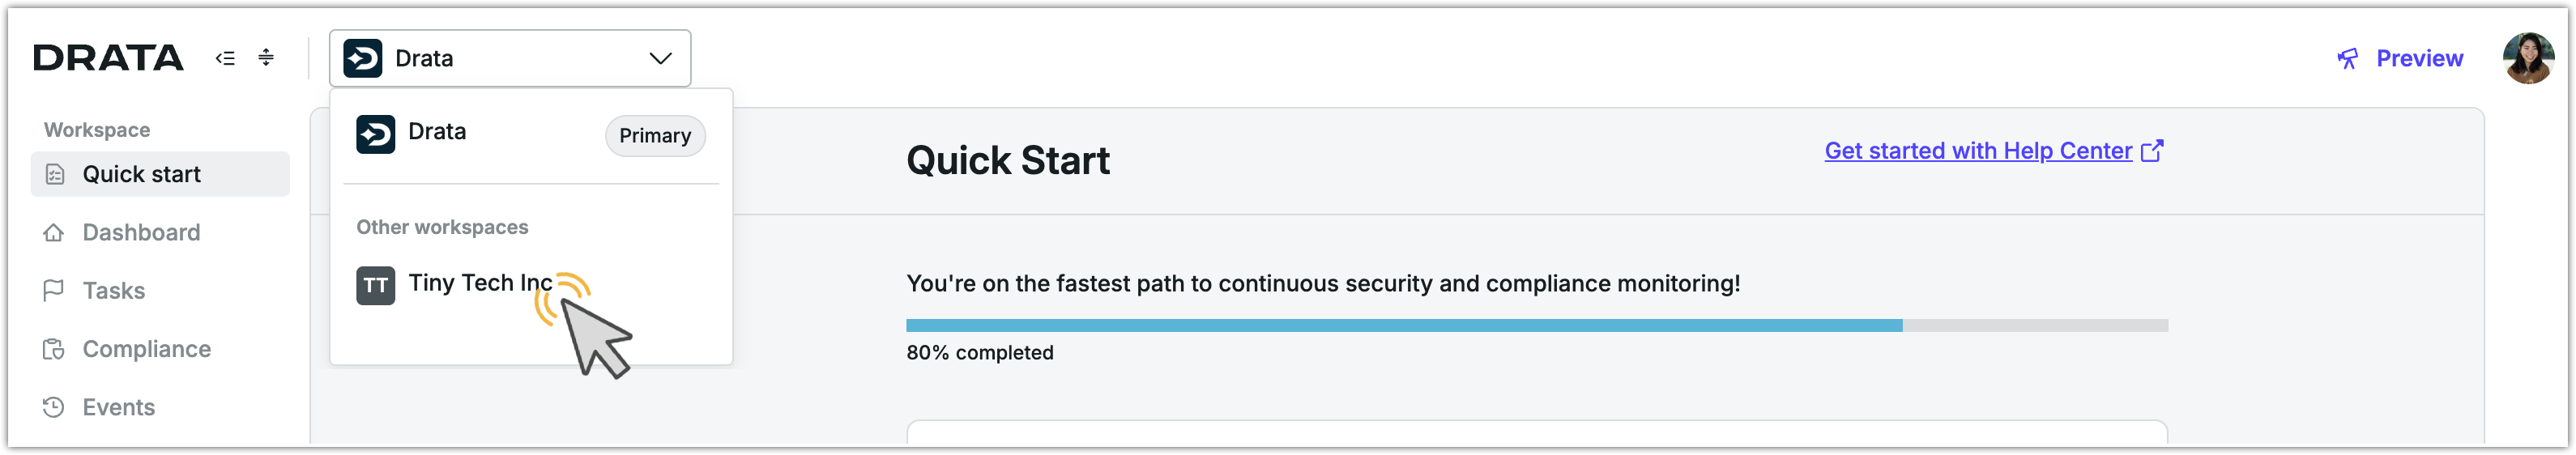 DRATA
Drata
Preview
Workspace
Quick start
Dashboard
Tasks
Compliance
Events
Drata
Primary
Other workspaces
TT
Tiny Tech Inc
Quick Start
Get started with Help Center
You're on the fastest path to continuous security and compliance monitoring!
80% completed